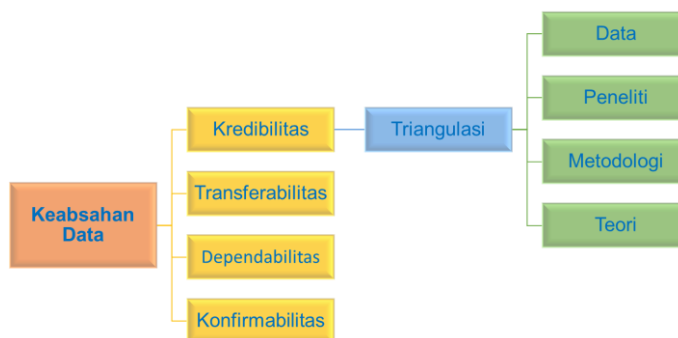 Keabsahan
Data
Kredibilitas
Transferabilitas
Dependabilitas
Konfirmabilitas
Triangulasi
Data
Peneliti
Metodologi
Teori